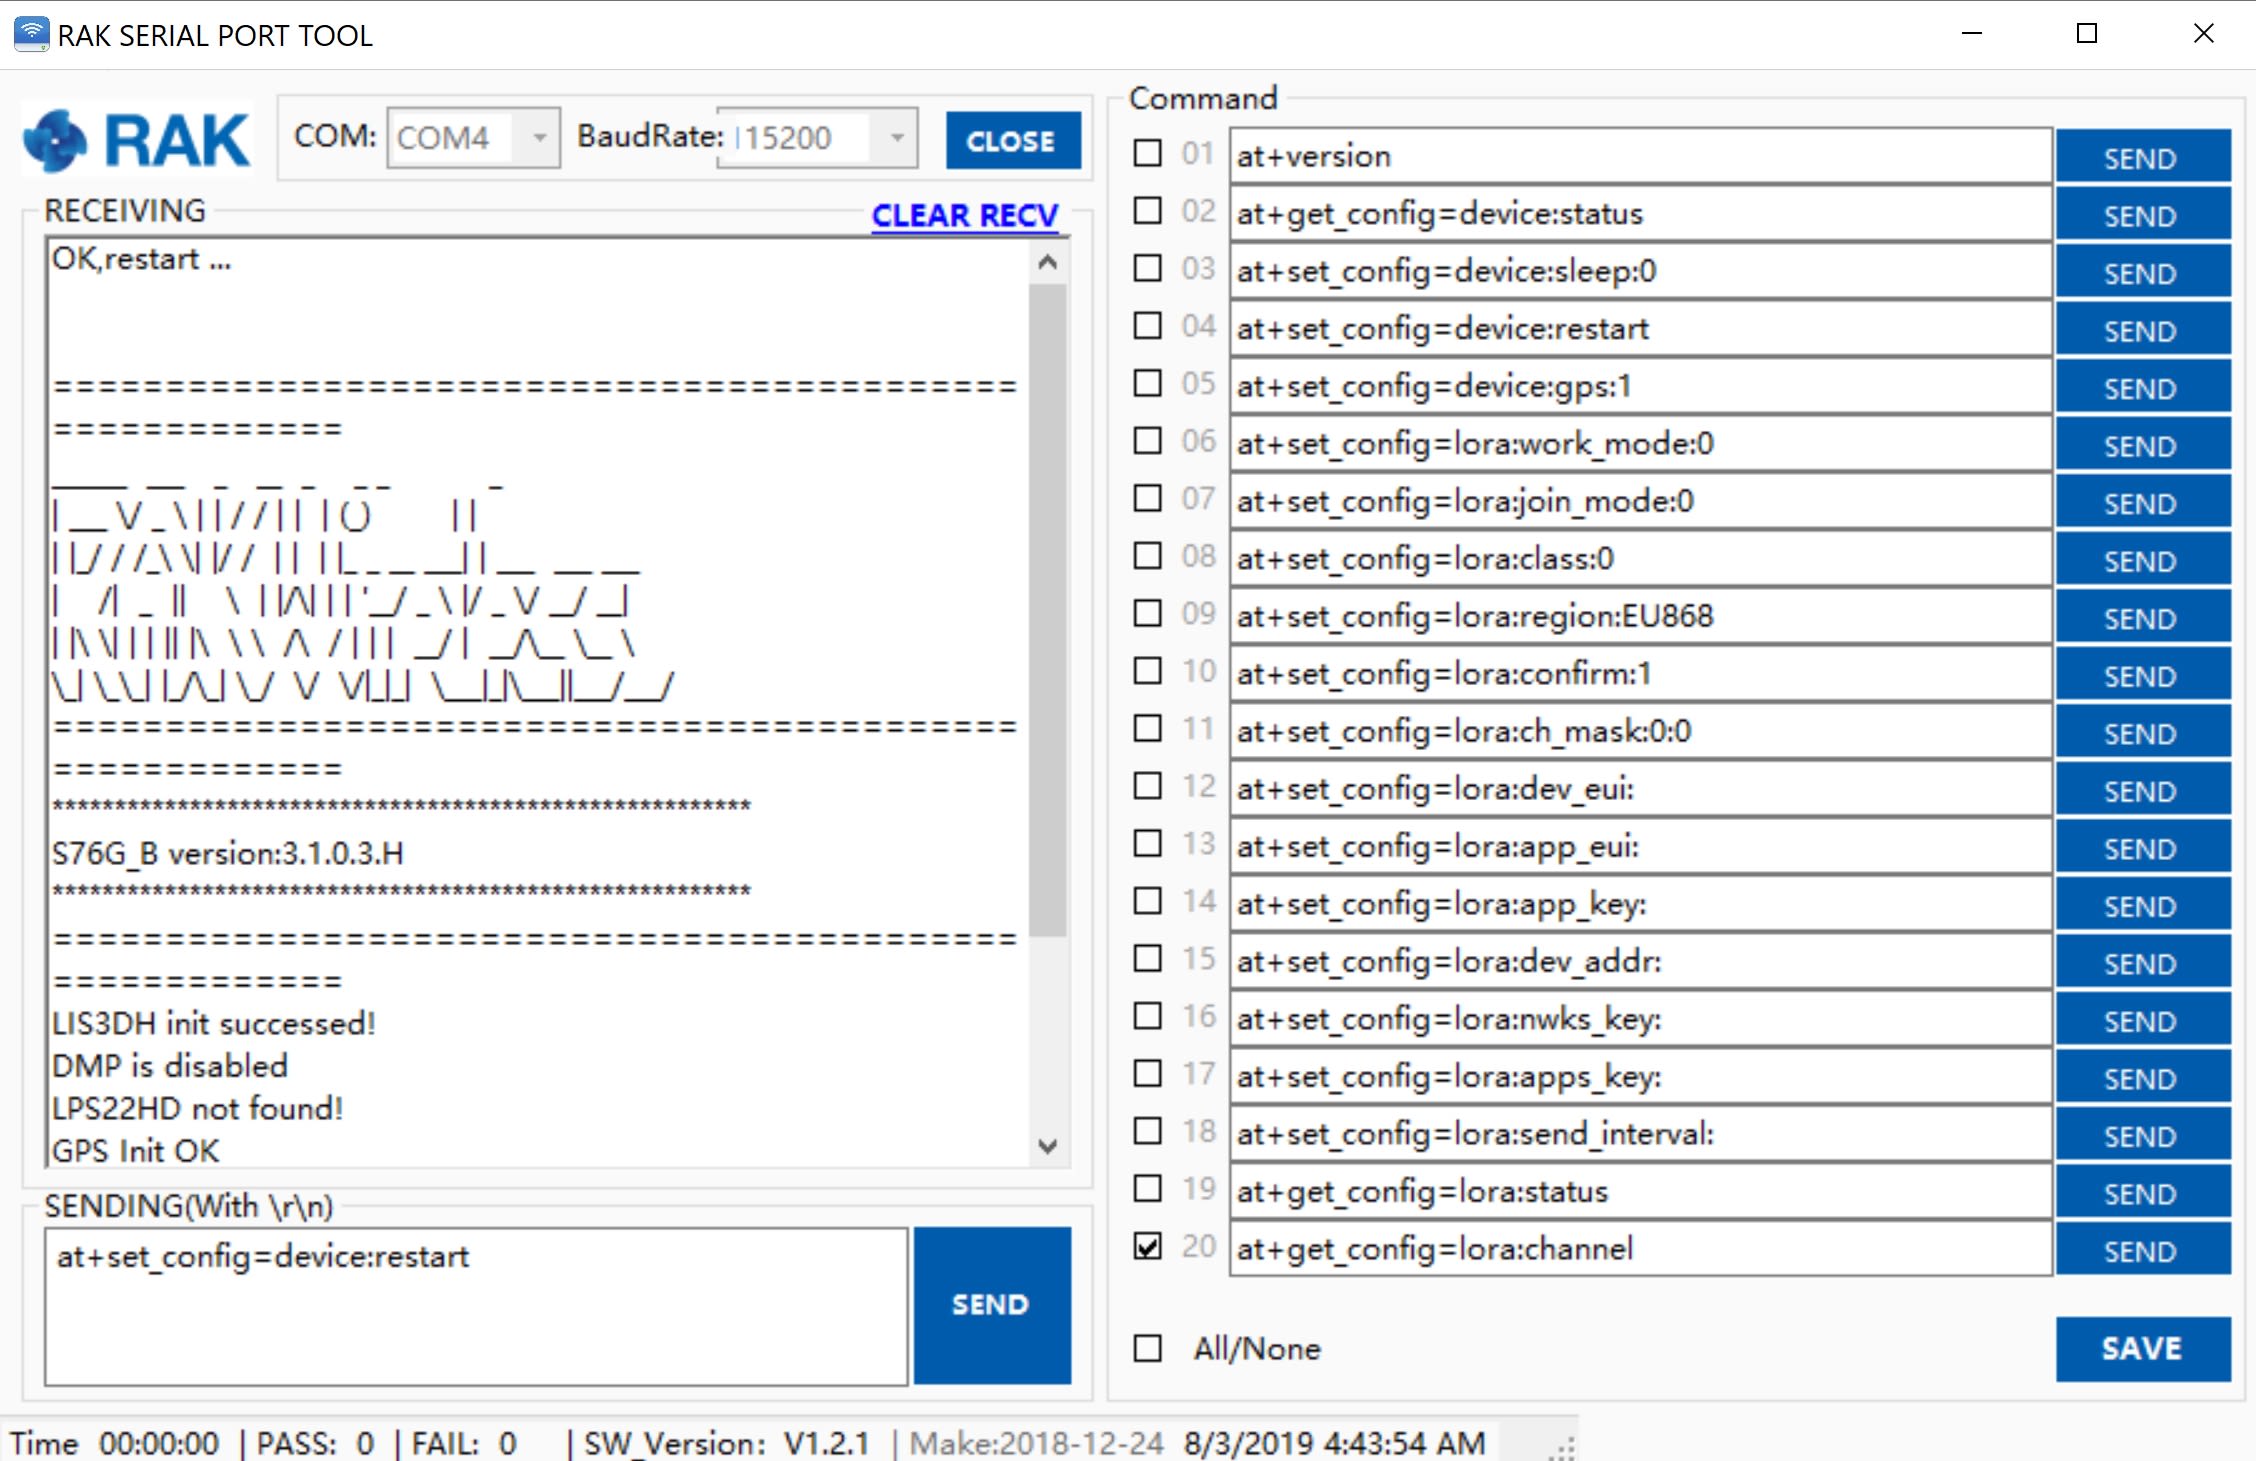 RAK SERIAL PORT TOOL
RAK
COM: COM4 BaudRate: 115200 CLOSE
RECEIVING CLEAR RECV
OK,restart ...
===========================================
=============
===========================================
=============
********************************************************
S76G_B version:3.1.0.3.H
********************************************************
===========================================
=============
LIS3DH init successed!
DMP is disabled
LPS22HD not found!
GPS Init OK
SENDING(With \r\n)
at+set_config=device:restart
SEND
Command
01 at+version SEND
02 at+get_config=device:status SEND
03 at+set_config=device:sleep:0 SEND
04 at+set_config=device:restart SEND
05 at+set_config=device:gps:1 SEND
06 at+set_config=lora:work_mode:0 SEND
07 at+set_config=lora:join_mode:0 SEND
08 at+set_config=lora:class:0 SEND
09 at+set_config=lora:region:EU868 SEND
10 at+set_config=lora:confirm:1 SEND
11 at+set_config=lora:ch_mask:0:0 SEND
12 at+set_config=lora:dev_eui: SEND
13 at+set_config=lora:app_eui: SEND
14 at+set_config=lora:app_key: SEND
15 at+set_config=lora:dev_addr: SEND
16 at+set_config=lora:nwks_key: SEND
17 at+set_config=lora:apps_key: SEND
18 at+set_config=lora:send_interval: SEND
19 at+get_config=lora:status SEND
20 at+get_config=lora:channel SEND
All/None SAVE
Time 00:00:00 | PASS: 0 | FAIL: 0 | SW_Version: V1.2.1 | Make:2018-12-24 8/3/2019 4:43:54 AM